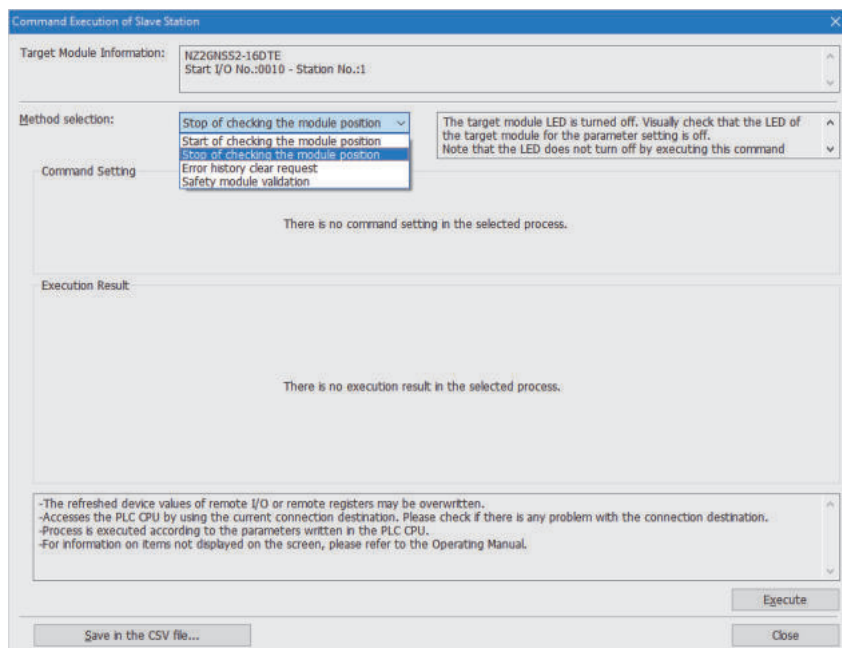 Command Execution of Slave Station
Target Module Information:
NZ2GNSS2-16DTE
Start I/O No.:0010 - Station No.:1
Method selection:
Stop of checking the module position
Start of checking the module position
Stop of checking the module position
Error history clear request
Safety module validation
The target module LED is turned off. Visually check that the LED of
the target module for the parameter setting is off.
Note that the LED does not turn off by executing this command
Command Setting
There is no command setting in the selected process.
Execution Result
There is no execution result in the selected process.
-The refreshed device values of remote I/O or remote registers may be overwritten.
-Accesses the PLC CPU by using the current connection destination. Please check if there is any problem with the connection destination.
-Process is executed according to the parameters written in the PLC CPU.
-For information on items not displayed on the screen, please refer to the Operating Manual.
Execute
Save in the CSV file...
Close